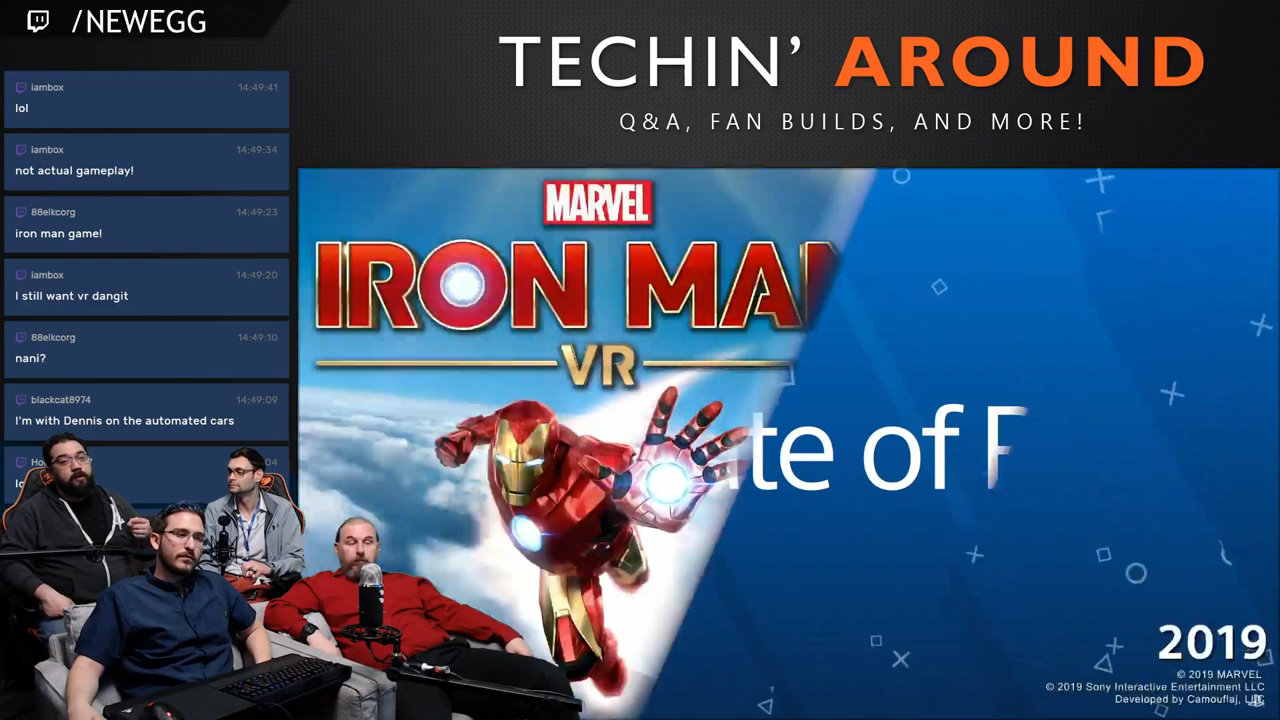 /NEWEGG
TECHIN' AROUND
Q&A, FAN BUILDS, AND MORE!
iambox 14:49:41
lol
iambox 14:49:34
not actual gameplay!
88elkcorg 14:49:23
iron man game!
iambox 14:49:20
I still want vr dangit
88elkcorg 14:49:10
nani?
blackcat8974 14:49:09
I'm with Dennis on the automated cars
MARVEL
IRON MAN
VR
te of P
2019
© 2019 MARVEL
© 2019 Sony Interactive Entertainment LLC
Developed by Camouflaj, LLC